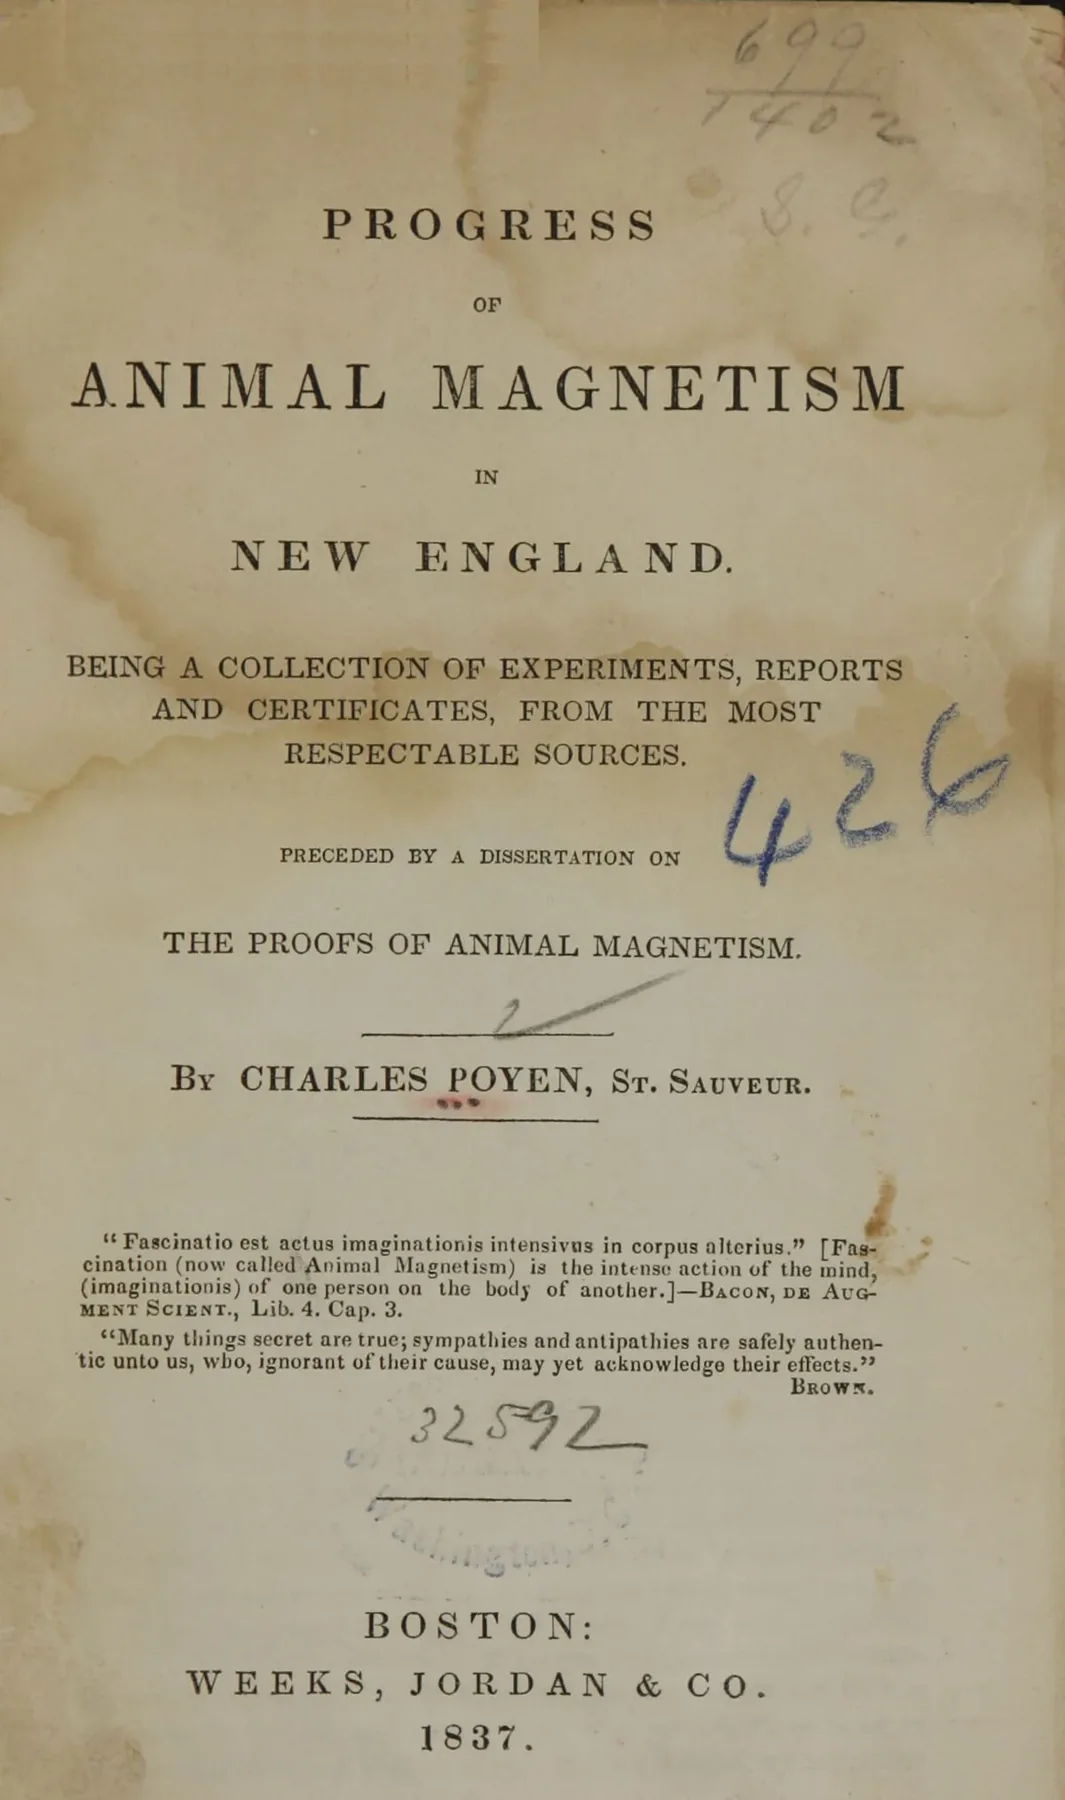 699
1402
S. C.
PROGRESS
OF
ANIMAL MAGNETISM
IN
NEW ENGLAND.
BEING A COLLECTION OF EXPERIMENTS, REPORTS
AND CERTIFICATES, FROM THE MOST
RESPECTABLE SOURCES.
426
PRECEDED BY A DISSERTATION ON
THE PROOFS OF ANIMAL MAGNETISM.
By CHARLES POYEN, St. Sauveur.
“Fascinatio est actus imaginationis intensivus in corpus alterius.” [Fas-
cination (now called Animal Magnetism) is the intense action of the mind,
(imaginationis) of one person on the body of another.]—Bacon, de Aug-
ment Scient., Lib. 4. Cap. 3.
“Many things secret are true; sympathies and antipathies are safely authen-
tic unto us, who, ignorant of their cause, may yet acknowledge their effects.”
Brown.
32592
Washington
BOSTON:
WEEKS, JORDAN & CO.
1837.